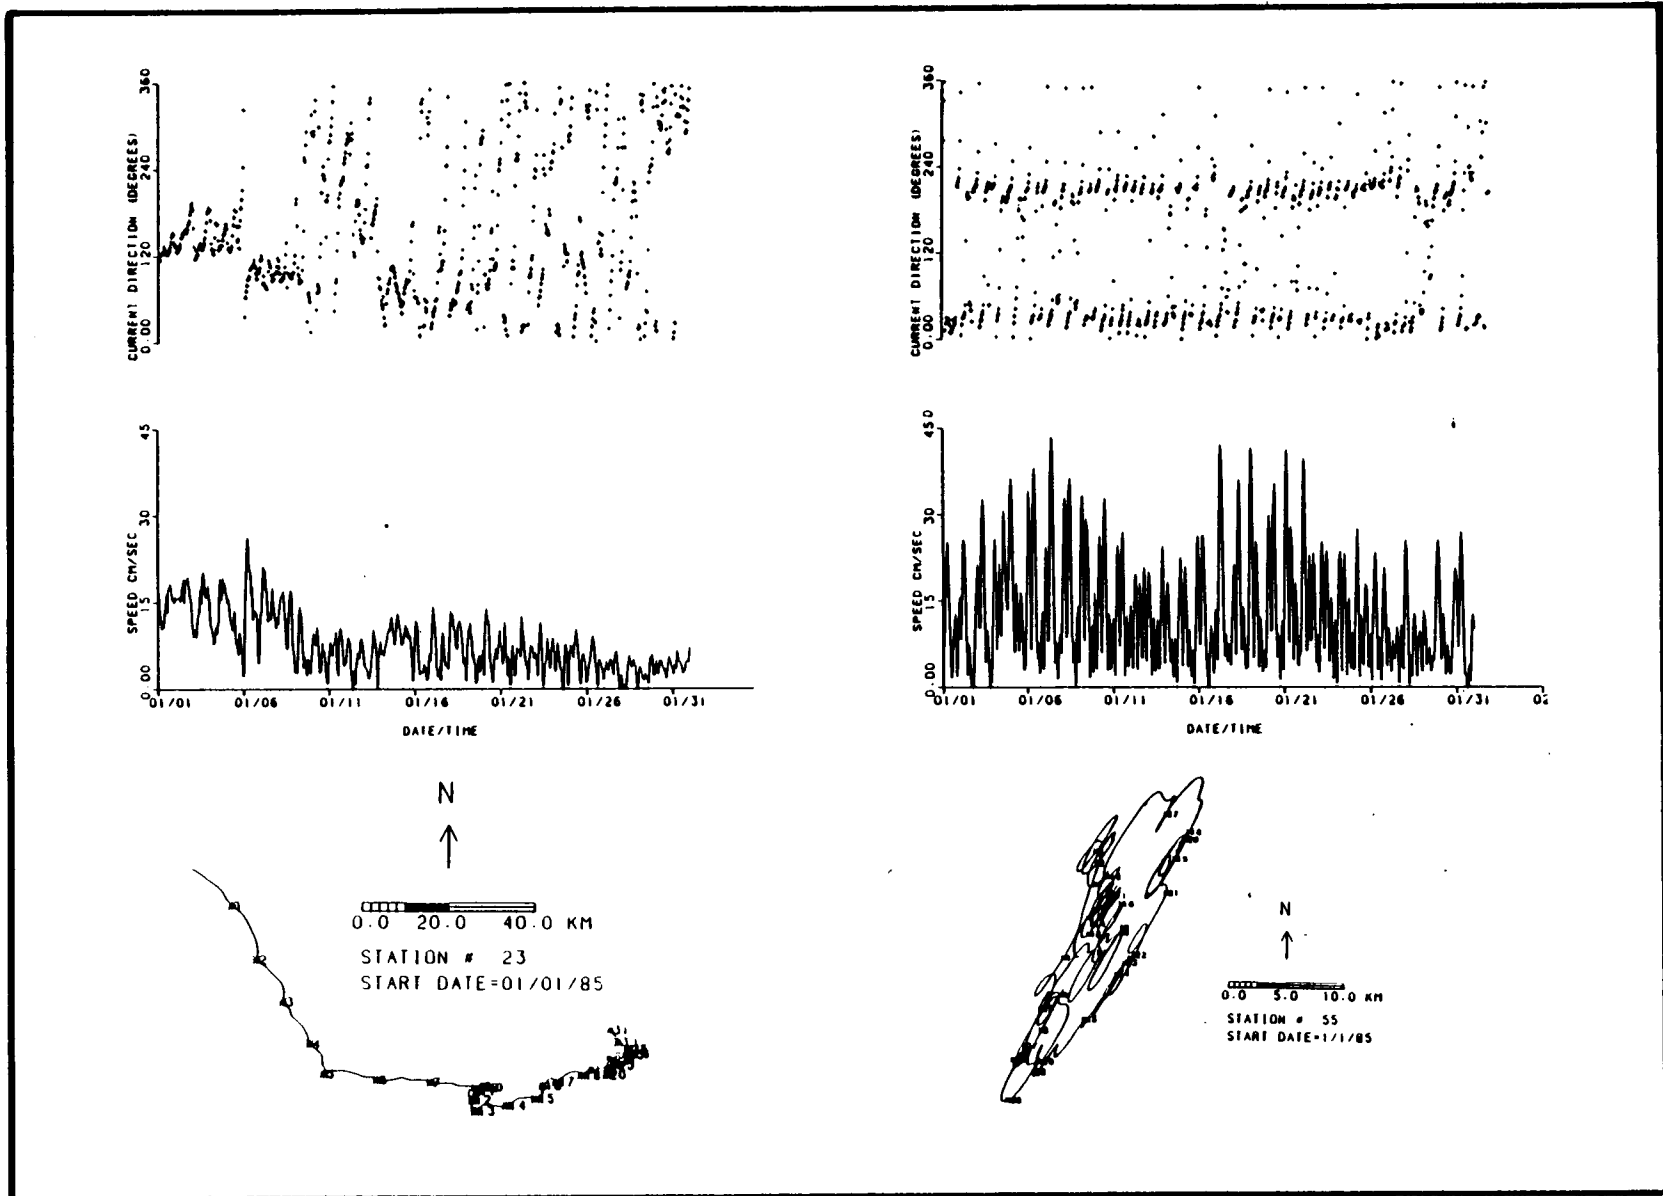 360
240
120
0.00
CURRENT DIRECTION (DEGREES)
45
30
15
0.00
SPEED CM/SEC
01/01 01/06 01/11 01/16 01/21 01/26 01/31
DATE/TIME
N
0.0 20.0 40.0 KM
STATION # 23
START DATE=01/01/85
360
240
120
0.00
CURRENT DIRECTION (DEGREES)
45.0
30
15
0.00
SPEED CM/SEC
01/01 01/06 01/11 01/16 01/21 01/26 01/31
DATE/TIME
N
0.0 5.0 10.0 KM
STATION # 55
START DATE=1/1/85